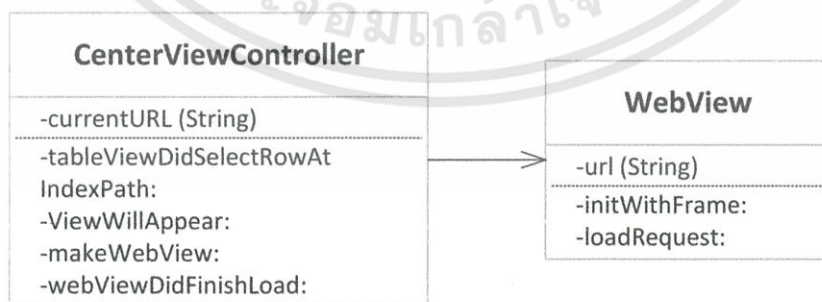 CenterViewController
-currentURL (String)
-tableViewDidSelectRowAt
IndexPath:
-ViewWillAppear:
-makeWebView:
-webViewDidFinishLoad:
WebView
-url (String)
-initWithFrame:
-loadRequest: